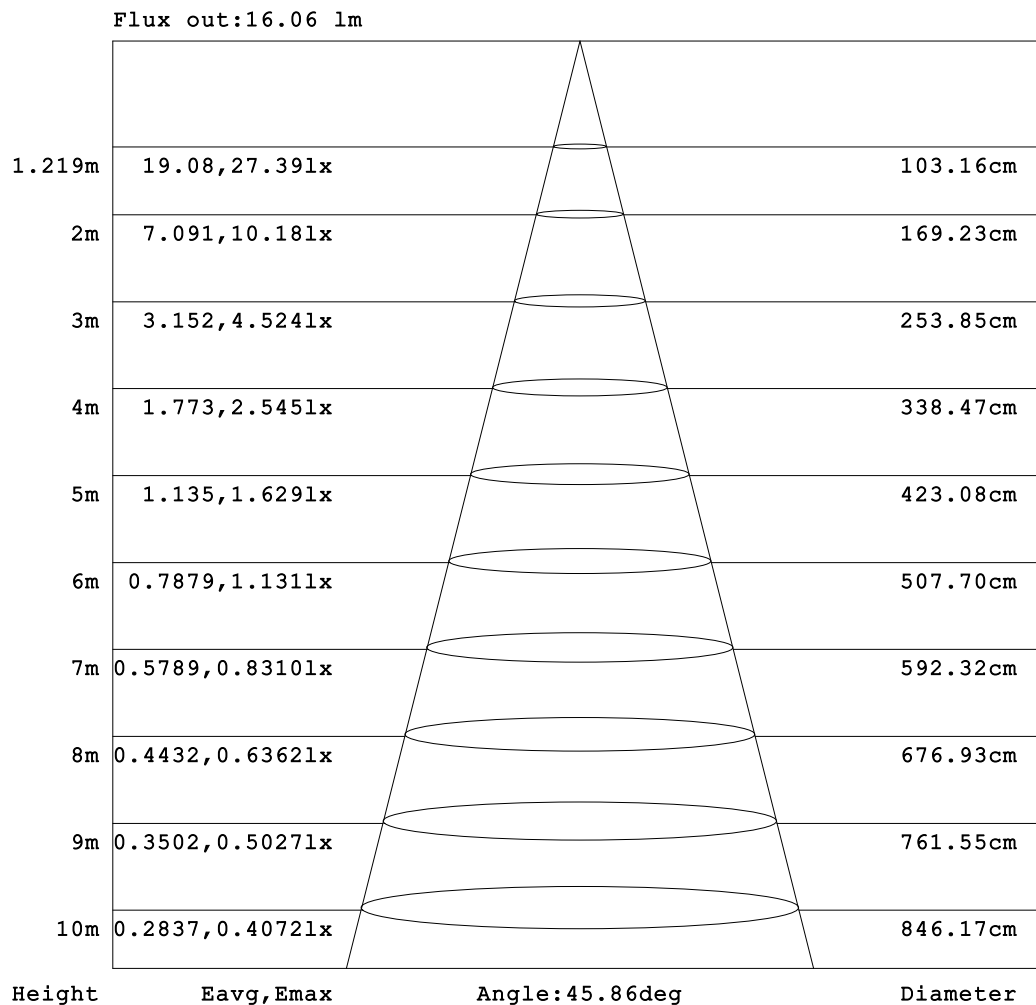 Flux out:16.06 lm
1.219m 19.08,27.39lx 103.16cm
2m 7.091,10.18lx 169.23cm
3m 3.152,4.524lx 253.85cm
4m 1.773,2.545lx 338.47cm
5m 1.135,1.629lx 423.08cm
6m 0.7879,1.131lx 507.70cm
7m 0.5789,0.8310lx 592.32cm
8m 0.4432,0.6362lx 676.93cm
9m 0.3502,0.5027lx 761.55cm
10m 0.2837,0.4072lx 846.17cm
Height Eavg,Emax Angle:45.86deg Diameter